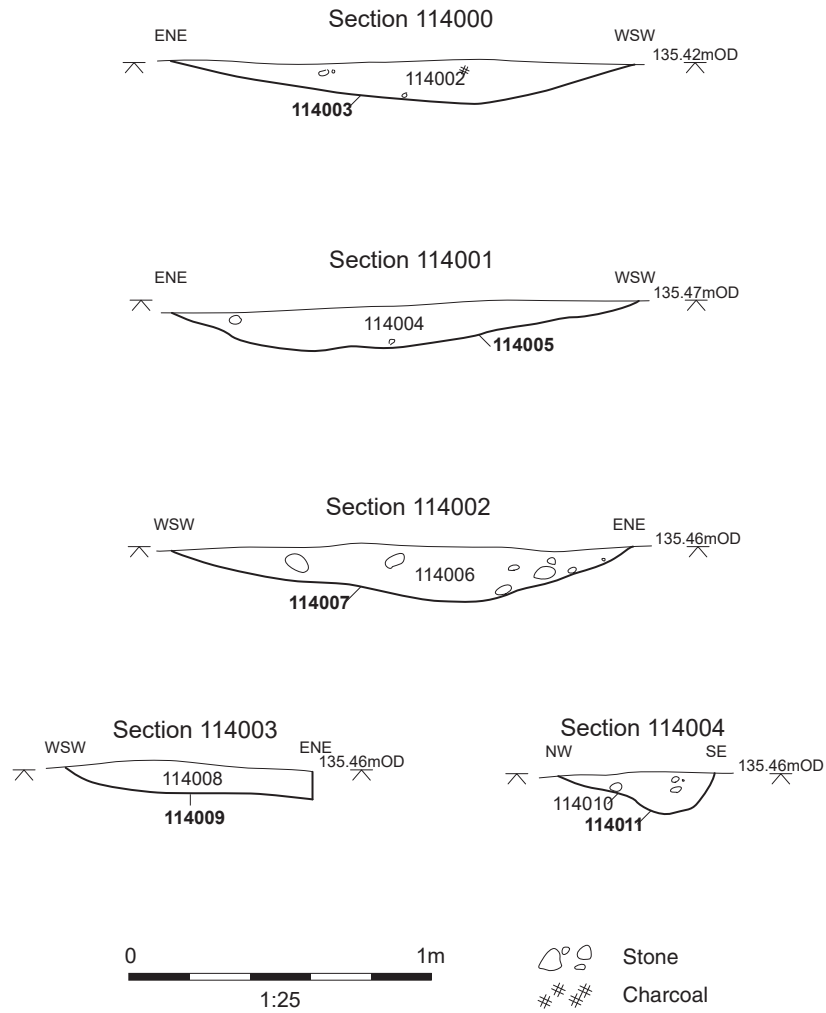 Section 114000
ENE WSW
135.42mOD
114002
114003
Section 114001
ENE WSW
135.47mOD
114004
114005
Section 114002
WSW ENE
135.46mOD
114006
114007
Section 114003
WSW ENE
135.46mOD
114008
114009
Section 114004
NW SE
135.46mOD
114010
114011
0 1m
1:25
Stone
Charcoal